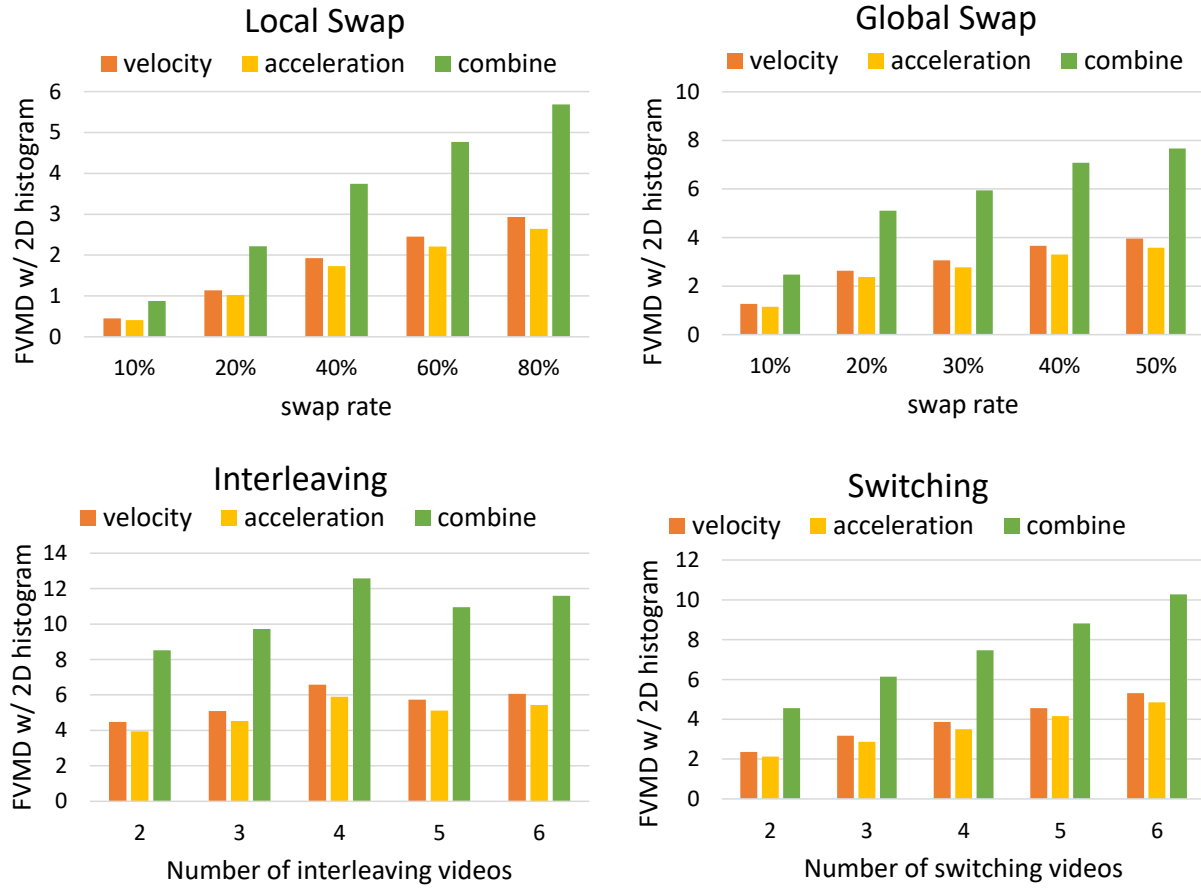 Local Swap
velocity acceleration combine
FVMD w/ 2D histogram
6
5
4
3
2
1
0
10% 20% 40% 60% 80%
swap rate
Global Swap
velocity acceleration combine
FVMD w/ 2D histogram
10
8
6
4
2
0
10% 20% 30% 40% 50%
swap rate
Interleaving
velocity acceleration combine
FVMD w/ 2D histogram
14
12
10
8
6
4
2
0
2 3 4 5 6
Number of interleaving videos
Switching
velocity acceleration combine
FVMD w/ 2D histogram
12
10
8
6
4
2
0
2 3 4 5 6
Number of switching videos